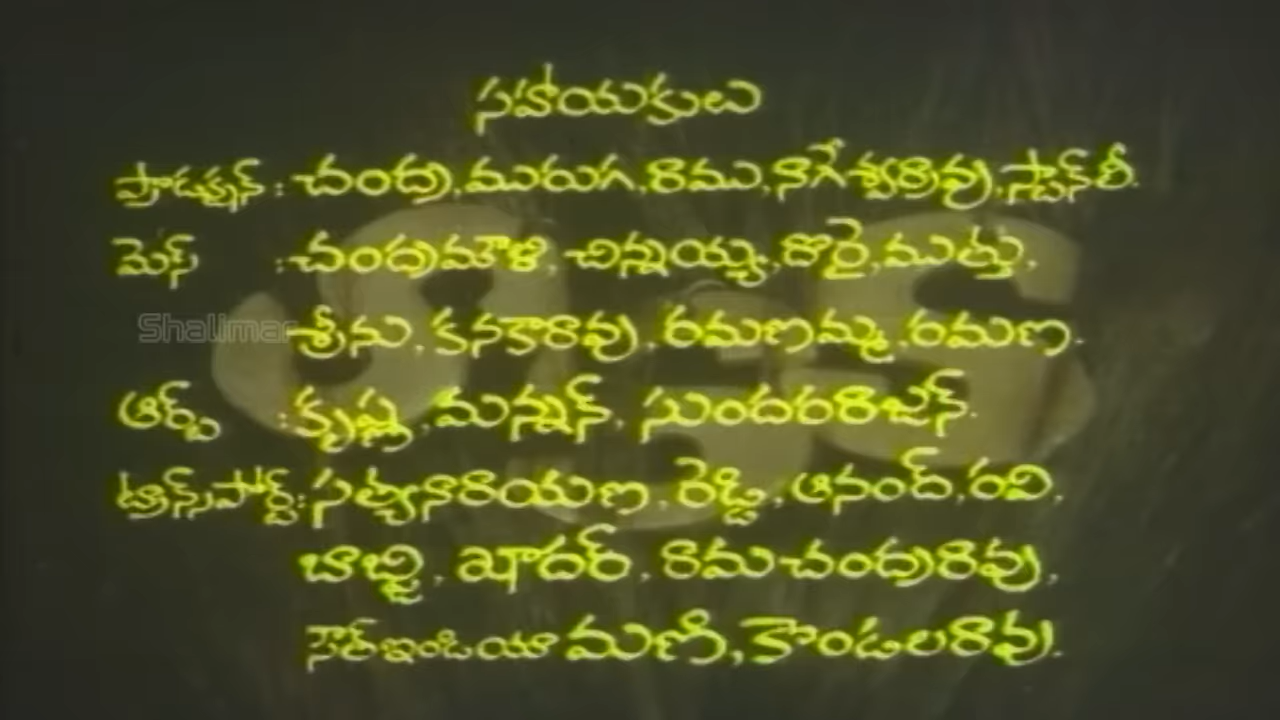 సహాయకులు
ప్రొడక్షన్ : చంద్ర, మురుగ, రాము, నాగేశ్వరరావు, స్టాన్‌లీ.
మెస్ : చంద్రమౌళి, చిన్నయ్య, దొరై, ముత్తు,
Shalimar శ్రీను, కనకారావు, రమణమ్మ, రమణ.
ఆర్ట్ : కృష్ణ, మన్నన్, సుందరరాజన్.
ట్రాన్స్‌పోర్ట్ : సత్యనారాయణ, రెడ్డి, ఆనంద్, రవి,
బాబ్జి, ఖాదర్, రామచంద్రరావు,
సౌత్ఇండియా మణి, కొండలరావు.